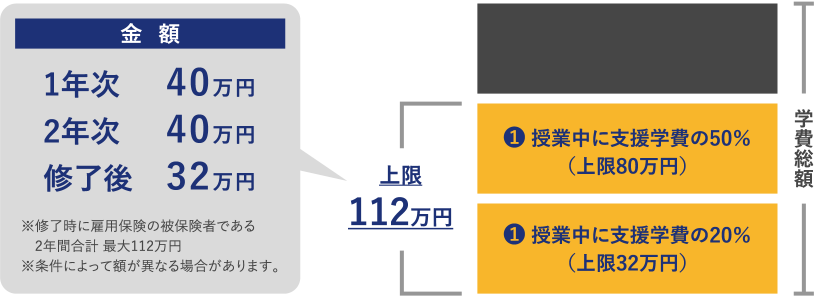 金 額
1年次 40万円
2年次 40万円
修了後 32万円
※修了時に雇用保険の被保険者である
2年間合計 最大112万円
※条件によって額が異なる場合があります。
上限
112万円
❶ 授業中に支援学費の50%
（上限80万円）
❶ 授業中に支援学費の20%
（上限32万円）
学費総額